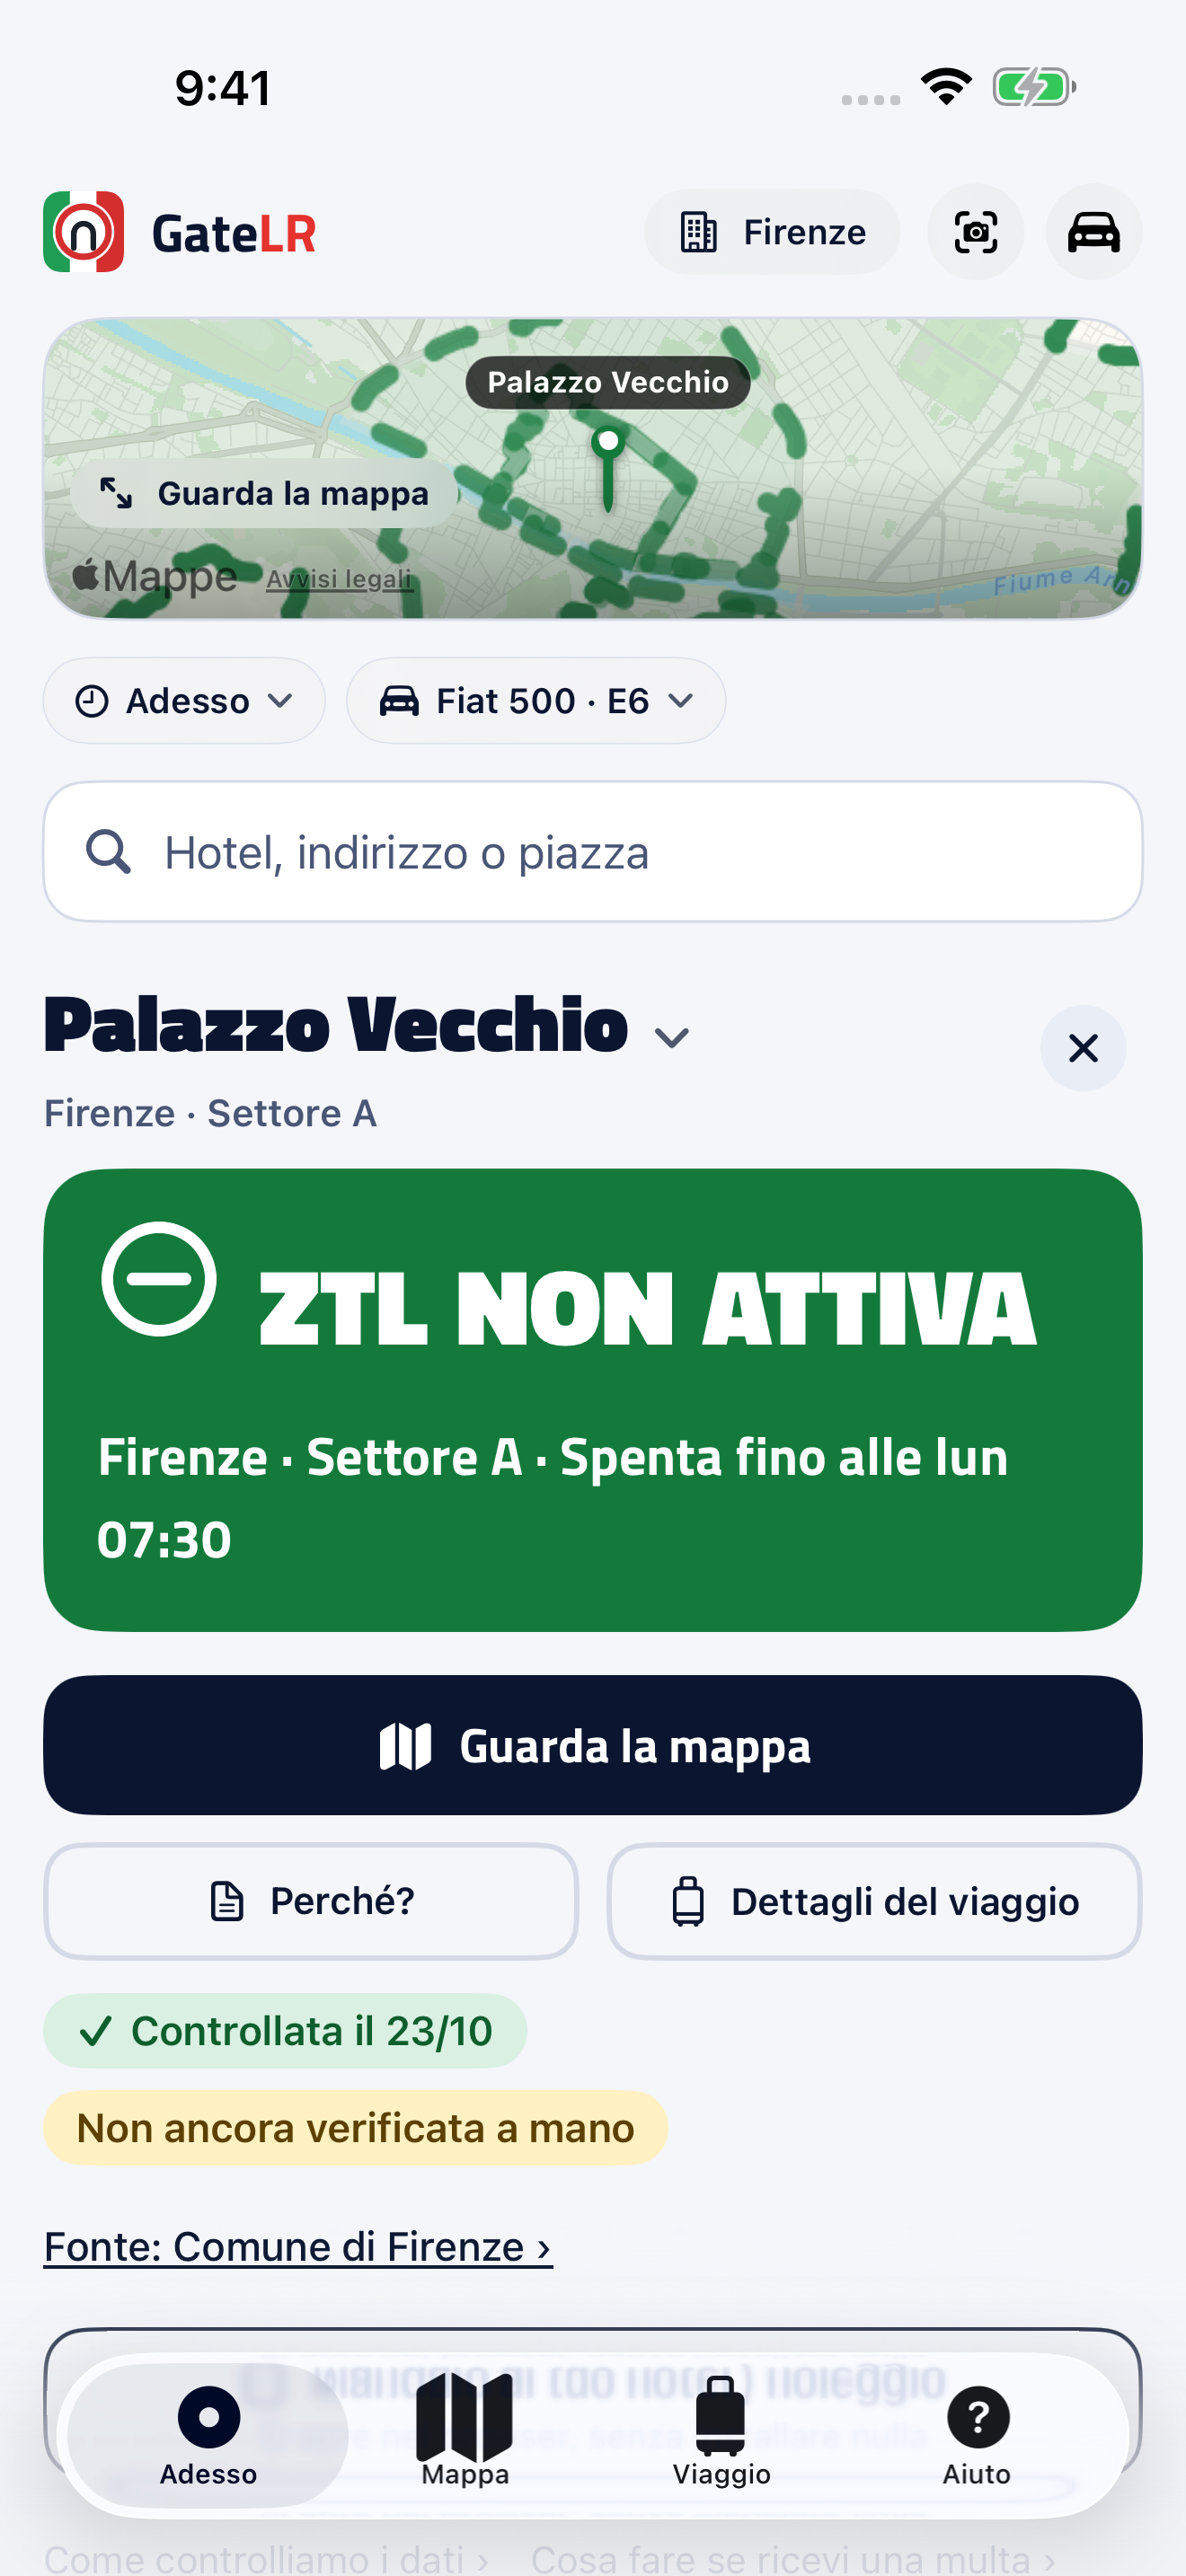 9:41
GateLR
Firenze
Palazzo Vecchio
Guarda la mappa
Mappe
Avvisi legali
Fiume Arn
Adesso
Fiat 500 · E6
Hotel, indirizzo o piazza
Palazzo Vecchio
Firenze · Settore A
ZTL NON ATTIVA
Firenze · Settore A · Spenta fino alle lun
07:30
Guarda la mappa
Perché?
Dettagli del viaggio
Controllata il 23/10
Non ancora verificata a mano
Fonte: Comune di Firenze ›
Adesso
Mappa
Viaggio
Aiuto
Come controlliamo i dati ›
Cosa fare se ricevi una multa ›